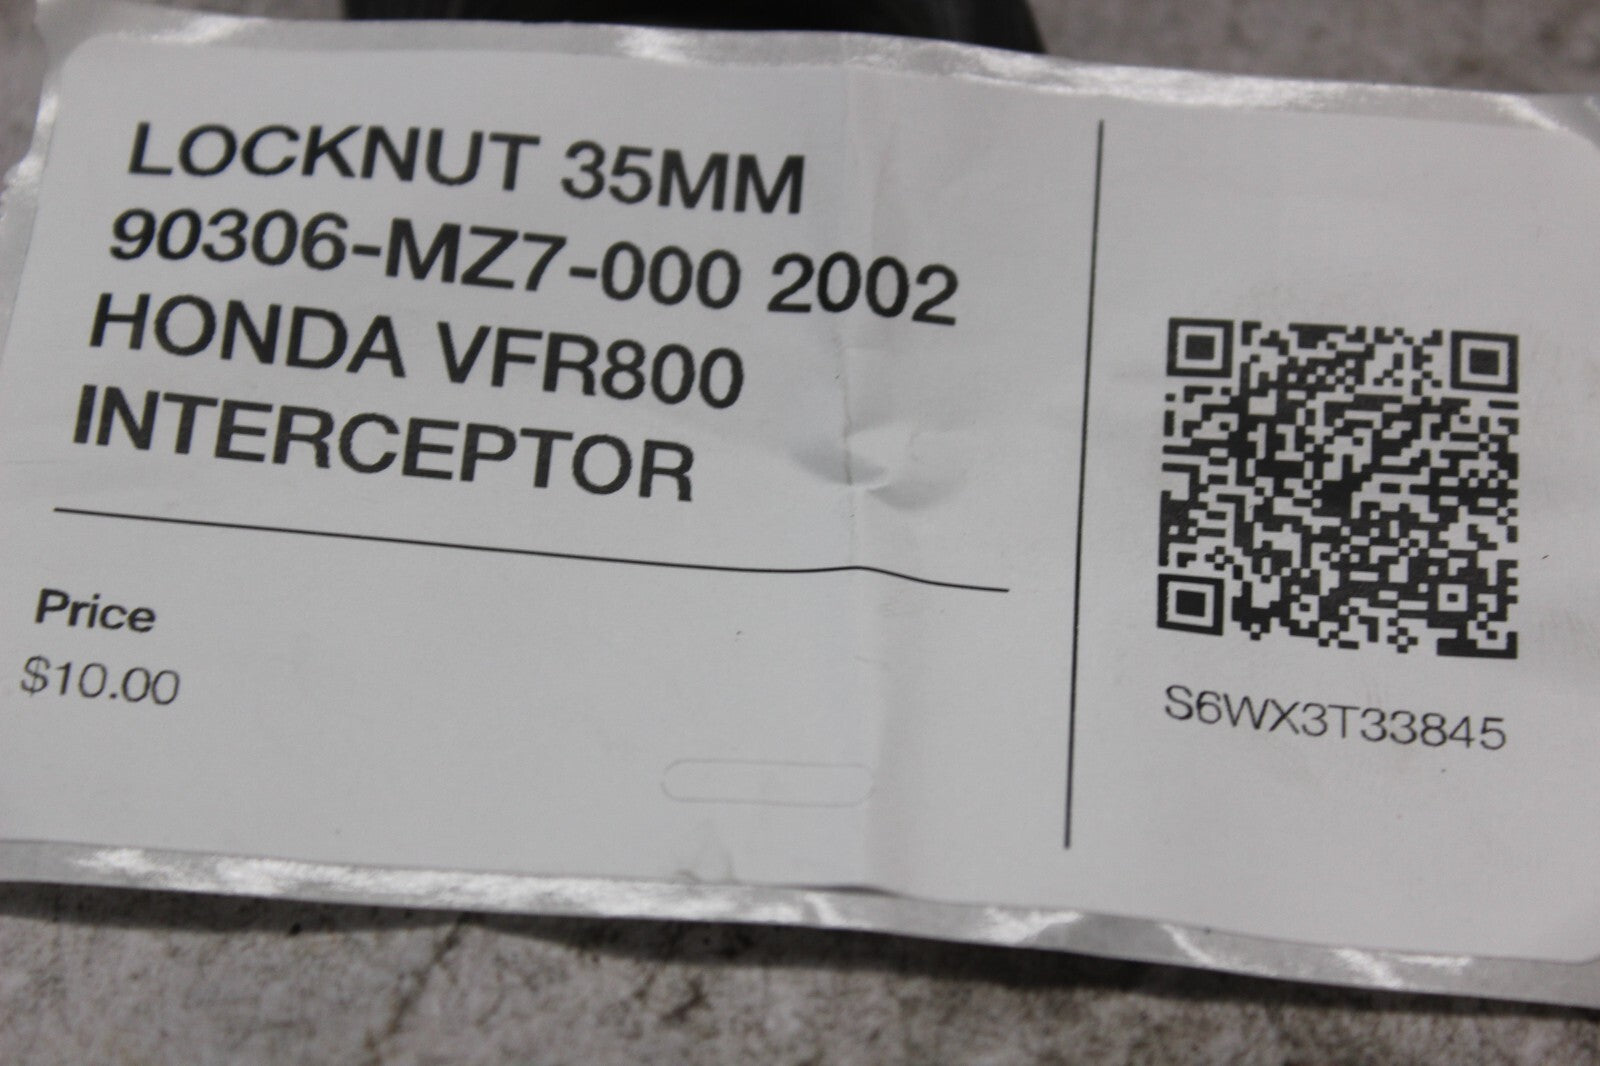 LOCKNUT 35MM
90306-MZ7-000 2002
HONDA VFR800
INTERCEPTOR
Price
$10.00
S6WX3T33845